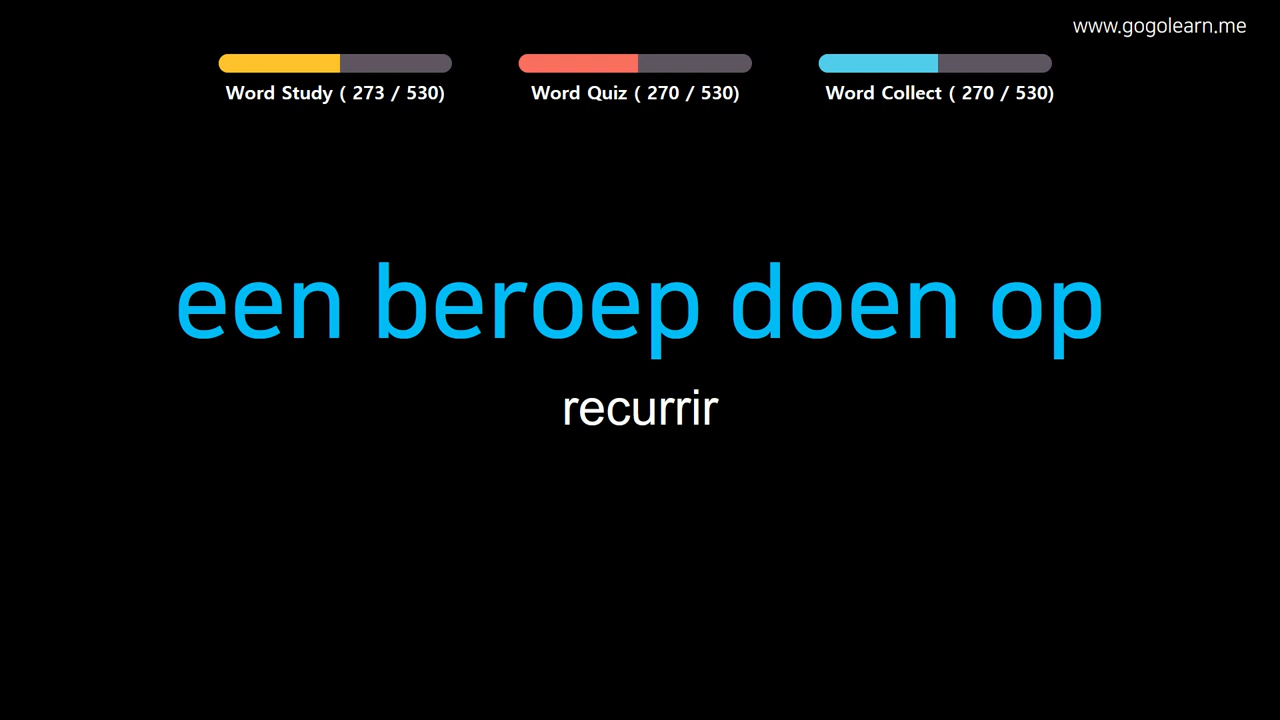 www.gogolearn.me
Word Study ( 273 / 530)
Word Quiz ( 270 / 530)
Word Collect ( 270 / 530)
een beroep doen op
recurrir